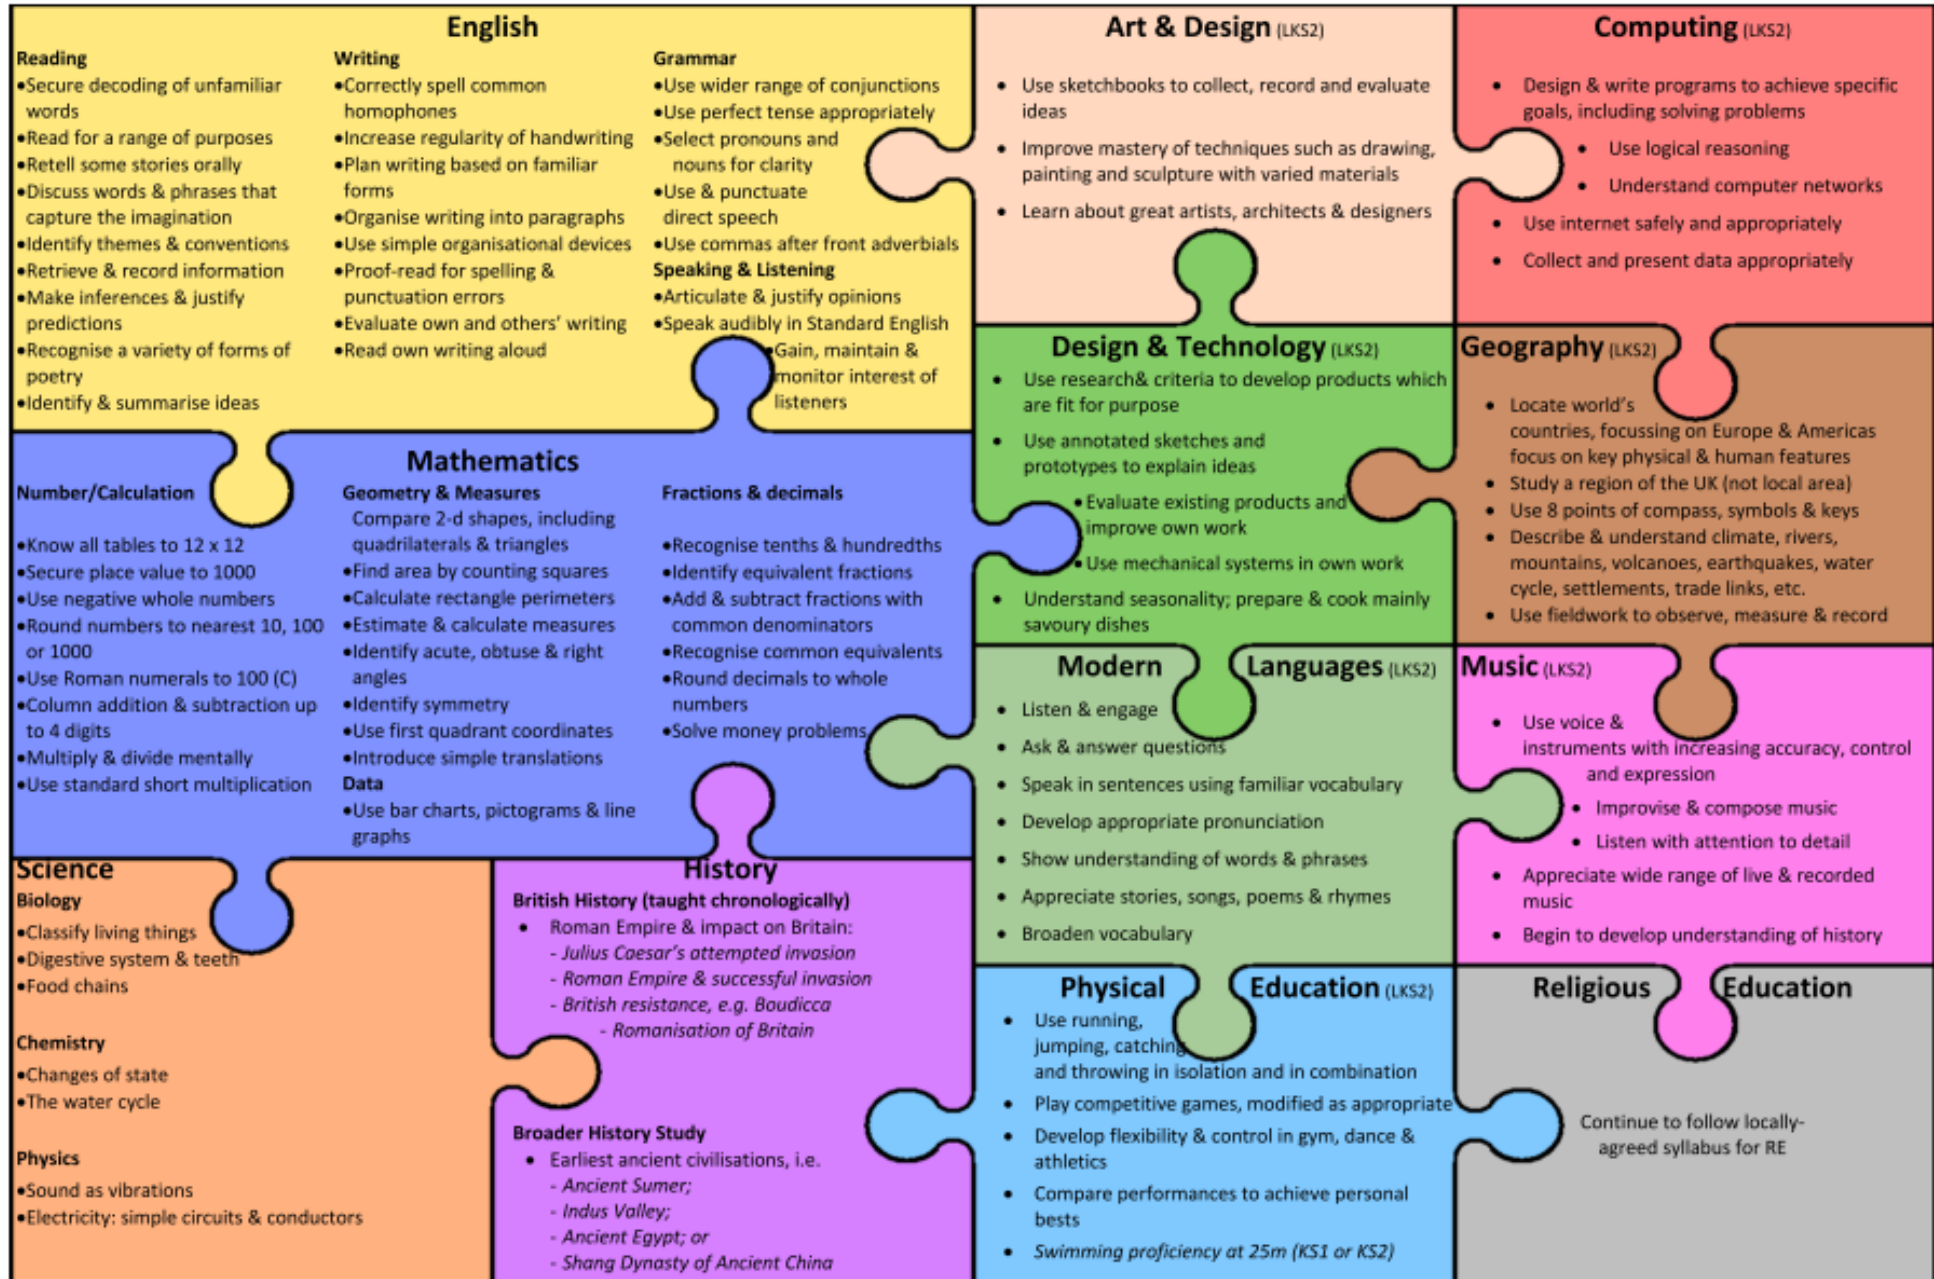 English
Reading
•Secure decoding of unfamiliar
words
•Read for a range of purposes
•Retell some stories orally
•Discuss words & phrases that
capture the imagination
•Identify themes & conventions
•Retrieve & record information
•Make inferences & justify
predictions
•Recognise a variety of forms of
poetry
•Identify & summarise ideas
Writing
•Correctly spell common
homophones
•Increase regularity of handwriting
•Plan writing based on familiar
forms
•Organise writing into paragraphs
•Use simple organisational devices
•Proof-read for spelling &
punctuation errors
•Evaluate own and others' writing
•Read own writing aloud
Grammar
•Use wider range of conjunctions
•Use perfect tense appropriately
•Select pronouns and
nouns for clarity
•Use & punctuate
direct speech
•Use commas after front adverbials
Speaking & Listening
•Articulate & justify opinions
•Speak audibly in Standard English
•Gain, maintain &
monitor interest of
listeners
Art & Design (LKS2)
• Use sketchbooks to collect, record and evaluate
ideas
• Improve mastery of techniques such as drawing,
painting and sculpture with varied materials
• Learn about great artists, architects & designers
Computing (LKS2)
• Design & write programs to achieve specific
goals, including solving problems
• Use logical reasoning
• Understand computer networks
• Use internet safely and appropriately
• Collect and present data appropriately
Mathematics
Number/Calculation
•Know all tables to 12 x 12
•Secure place value to 1000
•Use negative whole numbers
•Round numbers to nearest 10, 100
or 1000
•Use Roman numerals to 100 (C)
•Column addition & subtraction up
to 4 digits
•Multiply & divide mentally
•Use standard short multiplication
Geometry & Measures
Compare 2-d shapes, including
quadrilaterals & triangles
•Find area by counting squares
•Calculate rectangle perimeters
•Estimate & calculate measures
•Identify acute, obtuse & right
angles
•Identify symmetry
•Use first quadrant coordinates
•Introduce simple translations
Data
•Use bar charts, pictograms & line
graphs
Fractions & decimals
•Recognise tenths & hundredths
•Identify equivalent fractions
•Add & subtract fractions with
common denominators
•Recognise common equivalents
•Round decimals to whole
numbers
•Solve money problems
Design & Technology (LKS2)
• Use research& criteria to develop products which
are fit for purpose
• Use annotated sketches and
prototypes to explain ideas
•Evaluate existing products and
improve own work
•Use mechanical systems in own work
• Understand seasonality; prepare & cook mainly
savoury dishes
Geography (LKS2)
• Locate world's
countries, focussing on Europe & Americas
focus on key physical & human features
• Study a region of the UK (not local area)
• Use 8 points of compass, symbols & keys
• Describe & understand climate, rivers,
mountains, volcanoes, earthquakes, water
cycle, settlements, trade links, etc.
• Use fieldwork to observe, measure & record
Modern Languages (LKS2)
• Listen & engage
• Ask & answer questions
• Speak in sentences using familiar vocabulary
• Develop appropriate pronunciation
• Show understanding of words & phrases
• Appreciate stories, songs, poems & rhymes
• Broaden vocabulary
Music (LKS2)
• Use voice &
instruments with increasing accuracy, control
and expression
• Improvise & compose music
• Listen with attention to detail
• Appreciate wide range of live & recorded
music
• Begin to develop understanding of history
Science
Biology
•Classify living things
•Digestive system & teeth
•Food chains
Chemistry
•Changes of state
•The water cycle
Physics
•Sound as vibrations
•Electricity: simple circuits & conductors
History
British History (taught chronologically)
• Roman Empire & impact on Britain:
- Julius Caesar's attempted invasion
- Roman Empire & successful invasion
- British resistance, e.g. Boudicca
- Romanisation of Britain
Broader History Study
• Earliest ancient civilisations, i.e.
- Ancient Sumer;
- Indus Valley;
- Ancient Egypt; or
- Shang Dynasty of Ancient China
Physical Education (LKS2)
• Use running,
jumping, catching
and throwing in isolation and in combination
• Play competitive games, modified as appropriate
• Develop flexibility & control in gym, dance &
athletics
• Compare performances to achieve personal
bests
• Swimming proficiency at 25m (KS1 or KS2)
Religious Education
Continue to follow locally-
agreed syllabus for RE